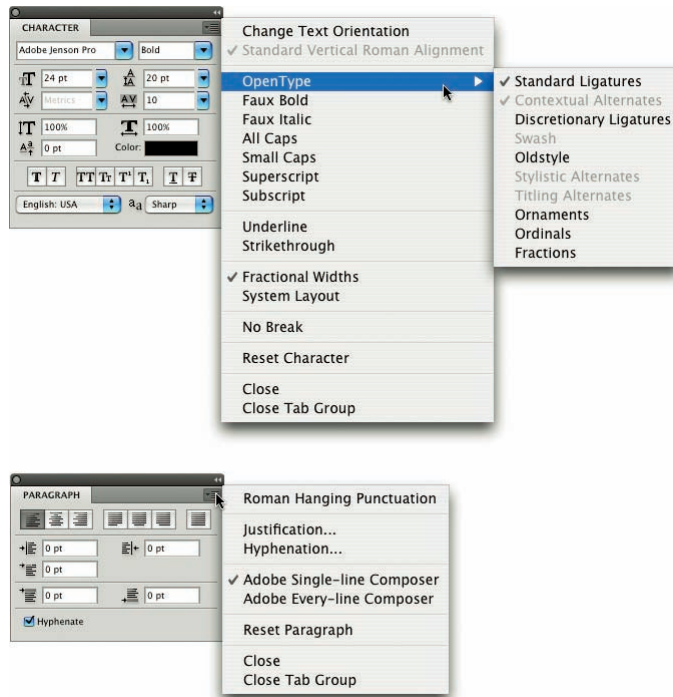 CHARACTER
Adobe Jenson Pro Bold
24 pt 20 pt
Metrics 10
100% 100%
0 pt Color:
T T TT Tr T¹ T₁ T T
English: USA aa Sharp
Change Text Orientation
✓ Standard Vertical Roman Alignment
OpenType
Faux Bold
Faux Italic
All Caps
Small Caps
Superscript
Subscript
Underline
Strikethrough
✓ Fractional Widths
System Layout
No Break
Reset Character
Close
Close Tab Group
✓ Standard Ligatures
✓ Contextual Alternates
Discretionary Ligatures
Swash
Oldstyle
Stylistic Alternates
Titling Alternates
Ornaments
Ordinals
Fractions
PARAGRAPH
0 pt 0 pt
0 pt
0 pt 0 pt
Hyphenate
Roman Hanging Punctuation
Justification...
Hyphenation...
✓ Adobe Single-line Composer
Adobe Every-line Composer
Reset Paragraph
Close
Close Tab Group